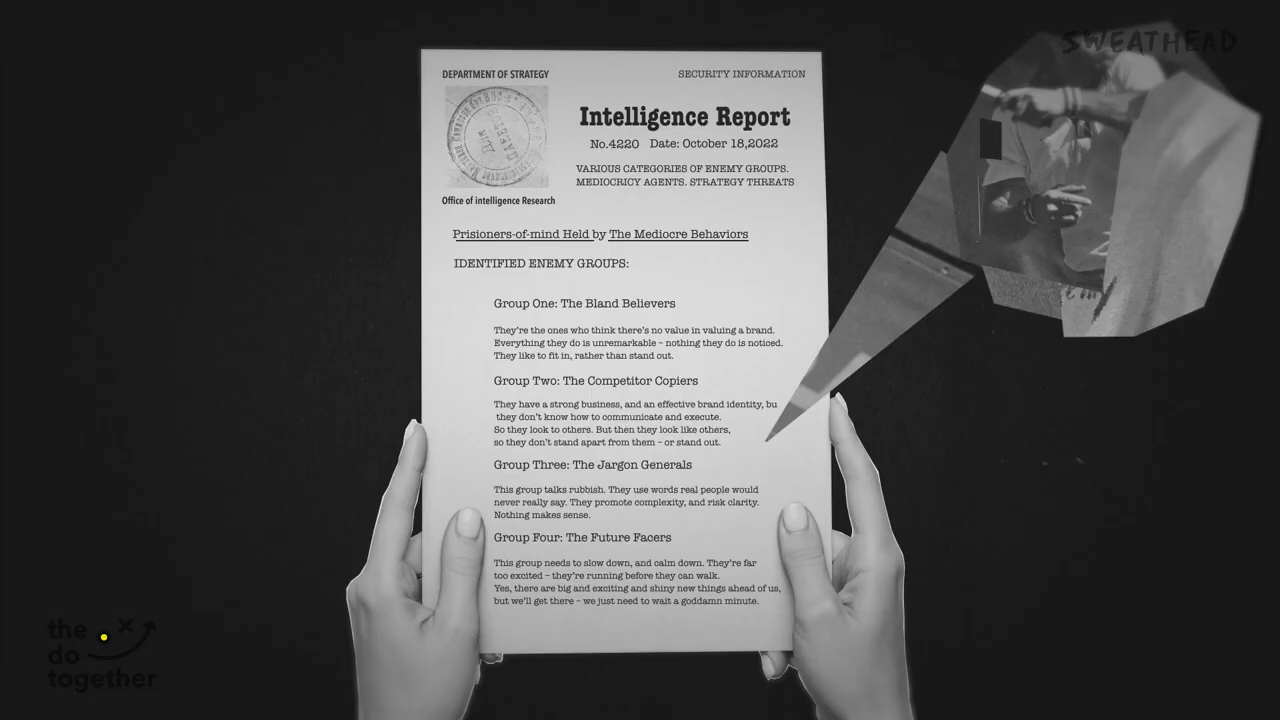 SWEATHEAD
DEPARTMENT OF STRATEGY
SECURITY INFORMATION
Intelligence Report
No.4220 Date: October 18,2022
VARIOUS CATEGORIES OF ENEMY GROUPS.
MEDIOCRICY AGENTS. STRATEGY THREATS
Office of intelligence Research
Prisioners-of-mind Held by The Mediocre Behaviors
IDENTIFIED ENEMY GROUPS:
Group One: The Bland Believers
They're the ones who think there's no value in valuing a brand.
Everything they do is unremarkable – nothing they do is noticed.
They like to fit in, rather than stand out.
Group Two: The Competitor Copiers
They have a strong business, and an effective brand identity, bu
they don't know how to communicate and execute.
So they look to others. But then they look like others,
so they don't stand apart from them – or stand out.
Group Three: The Jargon Generals
This group talks rubbish. They use words real people would
never really say. They promote complexity, and risk clarity.
Nothing makes sense.
Group Four: The Future Facers
This group needs to slow down, and calm down. They're far
too excited – they're running before they can walk.
Yes, there are big and exciting and shiny new things ahead of us,
but we'll get there – we just need to wait a goddamn minute.
the
do
together